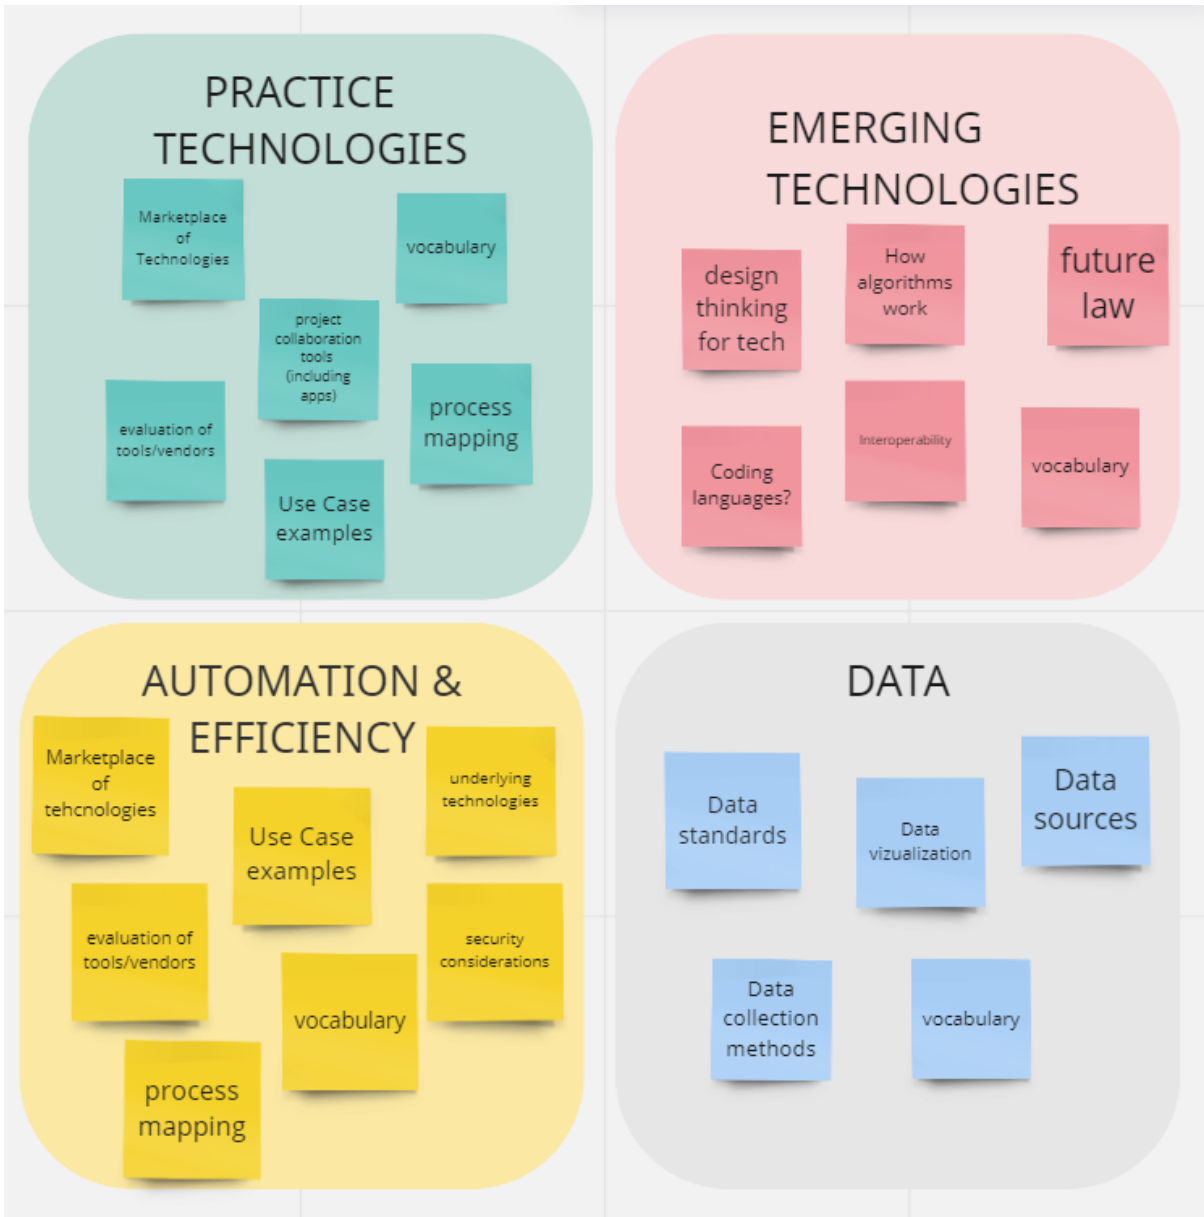 PRACTICE
TECHNOLOGIES
Marketplace
of
Technologies
vocabulary
project
collaboration
tools
(including
apps)
evaluation of
tools/vendors
process
mapping
Use Case
examples
EMERGING
TECHNOLOGIES
design
thinking
for tech
How
algorithms
work
future
law
Coding
languages?
Interoperability
vocabulary
AUTOMATION &
EFFICIENCY
Marketplace
of
tehcnologies
Use Case
examples
underlying
technologies
evaluation of
tools/vendors
vocabulary
security
considerations
process
mapping
DATA
Data
standards
Data
vizualization
Data
sources
Data
collection
methods
vocabulary